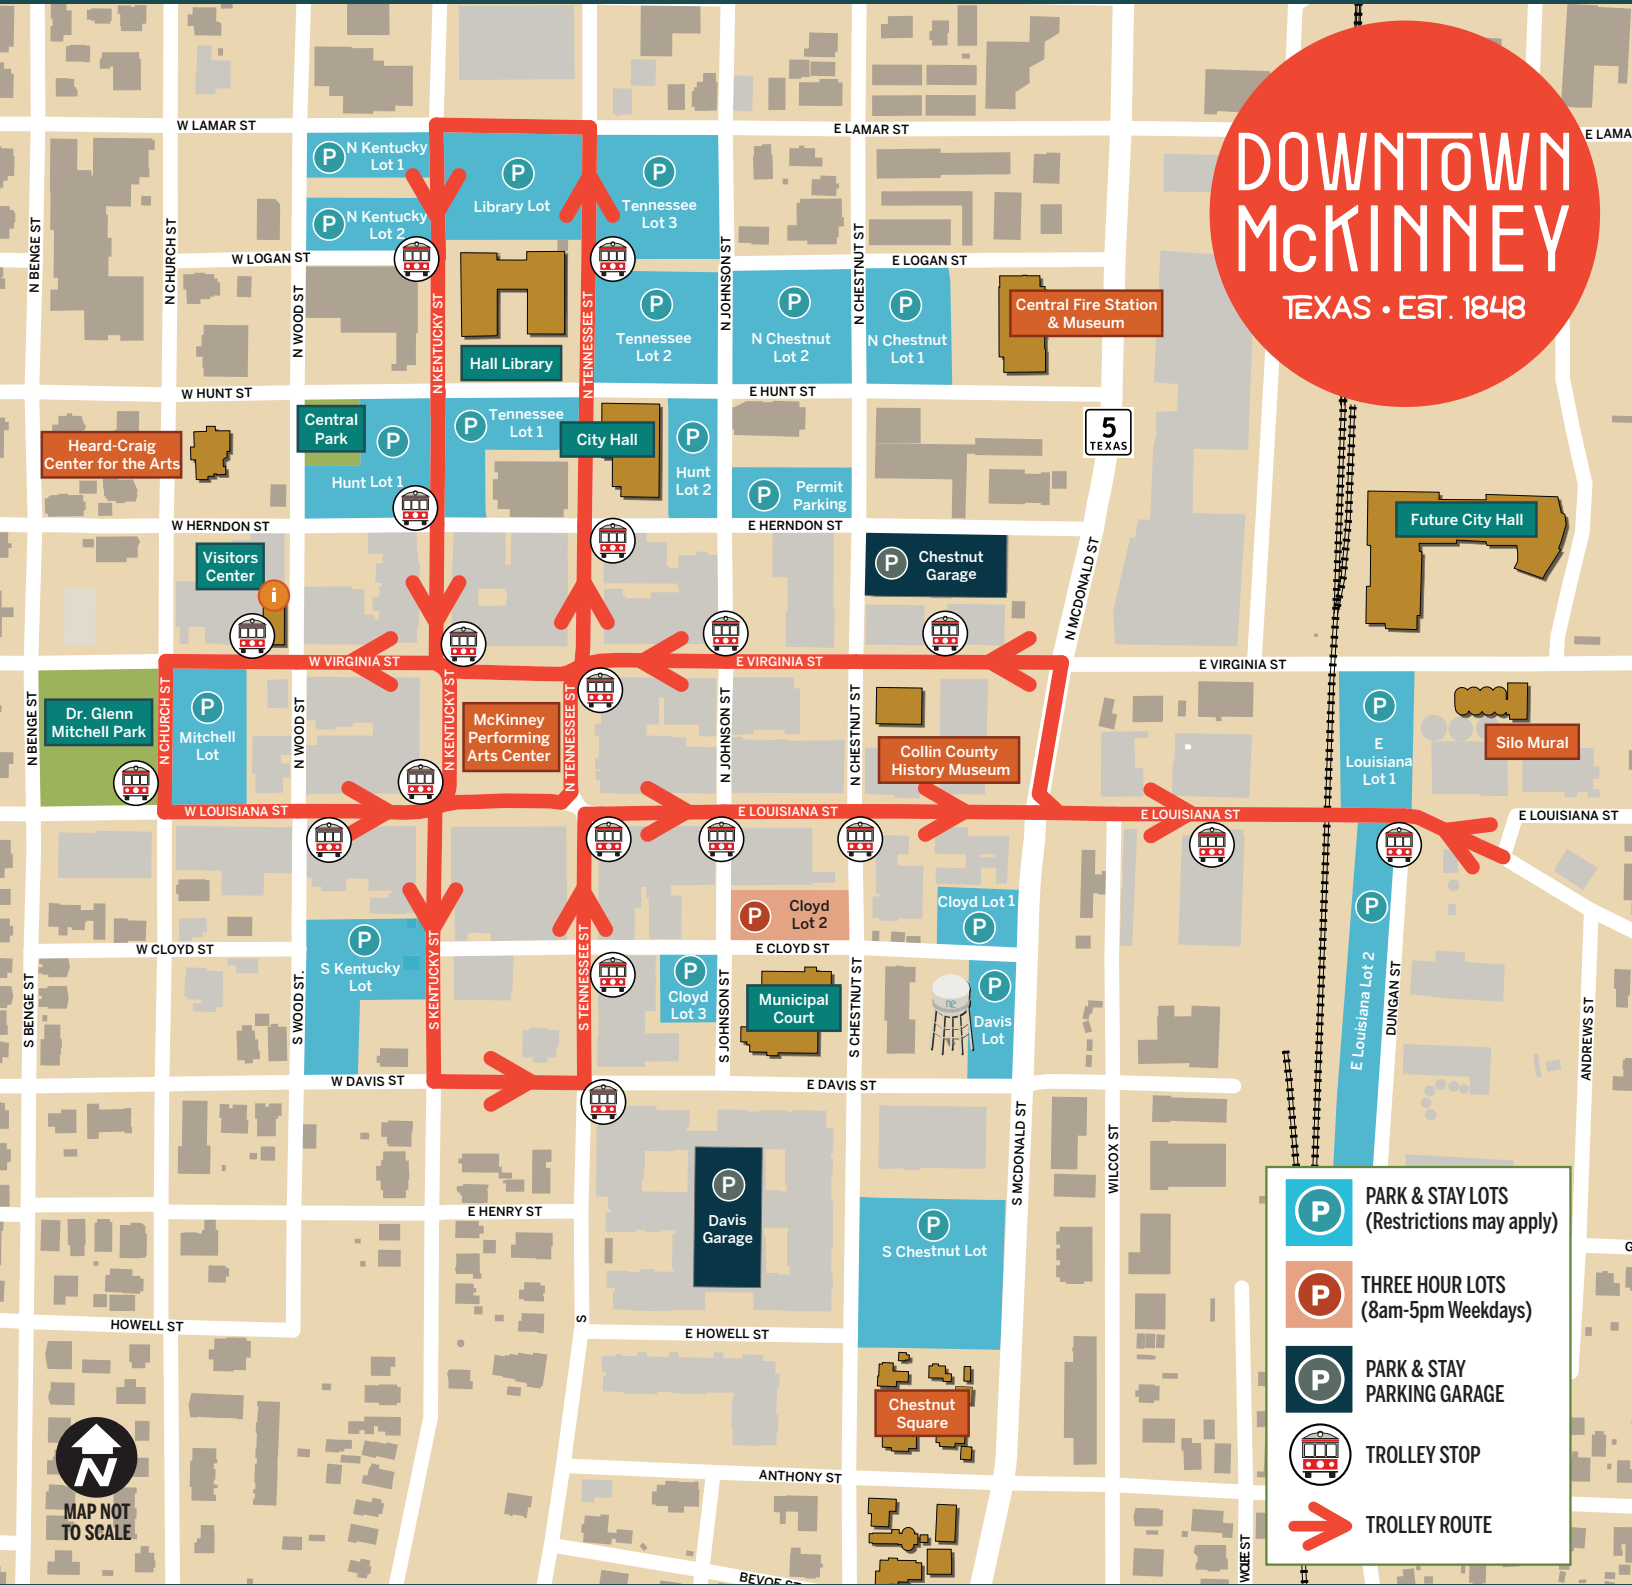 DOWNTOWN
McKINNEY
TEXAS • EST. 1848
W LAMAR ST
E LAMAR ST
E LAMA
N Kentucky
Lot 1
N Kentucky
Lot 2
Library Lot
Tennessee
Lot 3
N BENGE ST
N CHURCH ST
W LOGAN ST
N WOOD ST
N KENTUCKY ST
N TENNESSEE ST
N JOHNSON ST
N CHESTNUT ST
E LOGAN ST
Hall Library
Tennessee
Lot 2
N Chestnut
Lot 2
N Chestnut
Lot 1
Central Fire Station
& Museum
W HUNT ST
E HUNT ST
Central
Park
Heard-Craig
Center for the Arts
Hunt Lot 1
Tennessee
Lot 1
City Hall
Hunt
Lot 2
Permit
Parking
5
TEXAS
W HERNDON ST
E HERNDON ST
Future City Hall
Visitors
Center
i
Chestnut
Garage
N MCDONALD ST
W VIRGINIA ST
E VIRGINIA ST
E VIRGINIA ST
N BENGE ST
Dr. Glenn
Mitchell Park
N CHURCH ST
Mitchell
Lot
N WOOD ST
N KENTUCKY ST
McKinney
Performing
Arts Center
N TENNESSEE ST
N JOHNSON ST
N CHESTNUT ST
Collin County
History Museum
E
Louisiana
Lot 1
Silo Mural
W LOUISIANA ST
E LOUISIANA ST
E LOUISIANA ST
E LOUISIANA ST
Cloyd
Lot 2
Cloyd Lot 1
W CLOYD ST
E CLOYD ST
S BENGE ST
S WOOD ST.
S Kentucky
Lot
S KENTUCKY ST
S TENNESSEE ST
Cloyd
Lot 3
S JOHNSON ST
Municipal
Court
S CHESTNUT ST
Davis
Lot
E Louisiana Lot 2
DUNGAN ST
ANDREWS ST
W DAVIS ST
E DAVIS ST
S MCDONALD ST
WILCOX ST
E HENRY ST
Davis
Garage
S Chestnut Lot
HOWELL ST
S
E HOWELL ST
Chestnut
Square
ANTHONY ST
N
MAP NOT
TO SCALE
P
PARK & STAY LOTS
(Restrictions may apply)
P
THREE HOUR LOTS
(8am-5pm Weekdays)
P
PARK & STAY
PARKING GARAGE
TROLLEY STOP
TROLLEY ROUTE